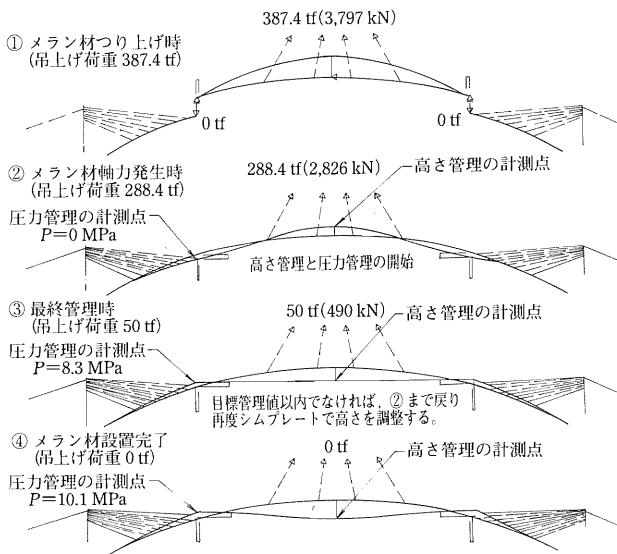 387.4 tf(3,797 kN)
① メラン材つり上げ時
(吊上げ荷重 387.4 tf)
0 tf
0 tf
288.4 tf(2,826 kN)
高さ管理の計測点
② メラン材軸力発生時
(吊上げ荷重 288.4 tf)
圧力管理の計測点
P=0 MPa
高さ管理と圧力管理の開始
③ 最終管理時
(吊上げ荷重 50 tf)
50 tf(490 kN)
高さ管理の計測点
圧力管理の計測点
P=8.3 MPa
目標管理値以内でなければ,②まで戻り
再度シムプレートで高さを調整する。
④ メラン材設置完了
(吊上げ荷重 0 tf)
0 tf
高さ管理の計測点
圧力管理の計測点
P=10.1 MPa